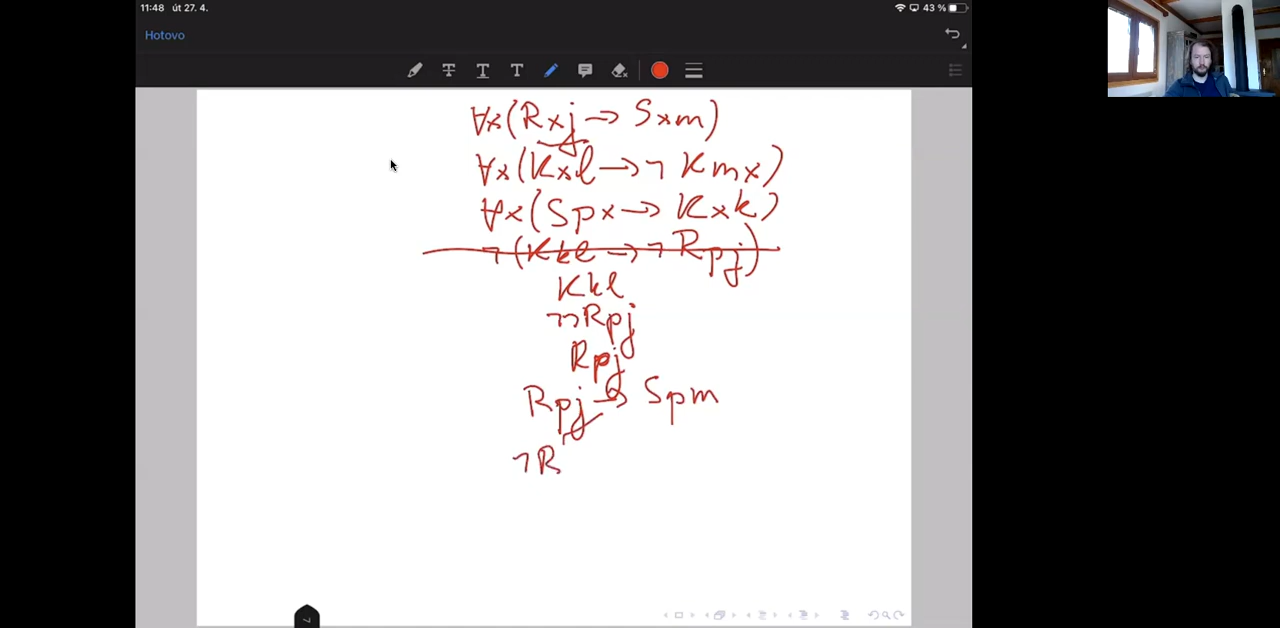 11:48 út 27. 4. 43 %
Hotovo
∀x(Rxj → Sxm)
∀x(Kxl → ¬Kmx)
∀x(Spx → Kxk)
¬(Kkl → ¬Rpj)
Kkl
¬¬Rpj
Rpj
Rpj → Spm
¬R